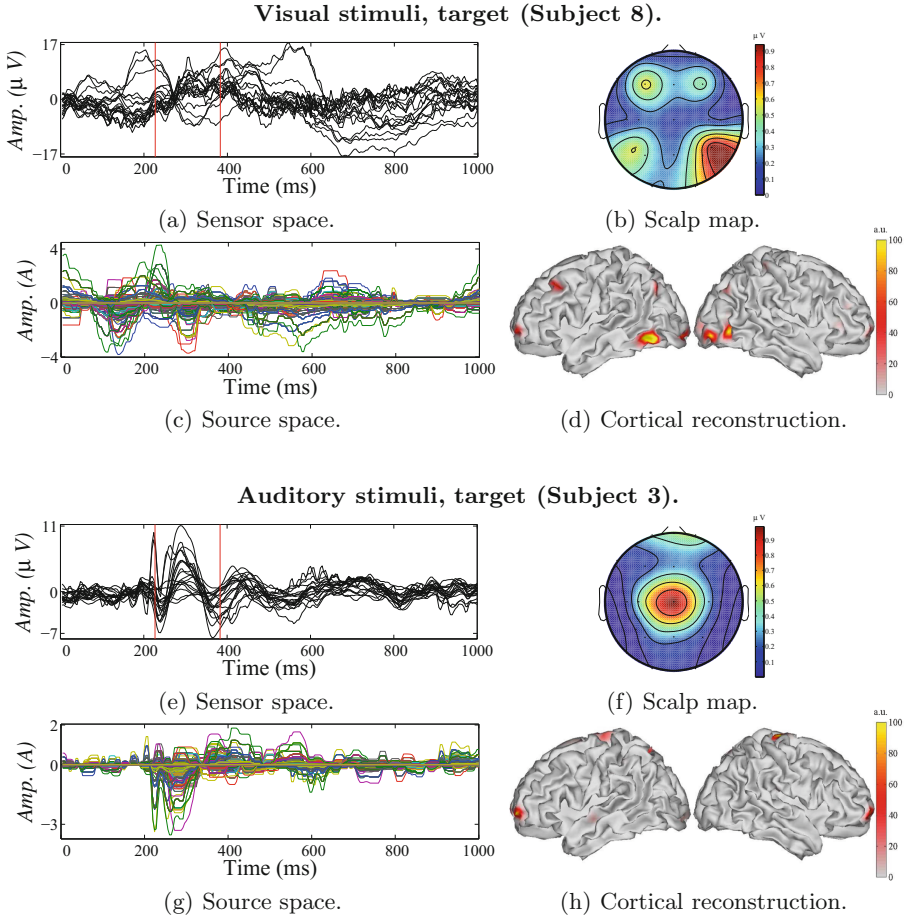 Visual stimuli, target (Subject 8).
Amp. (μ V)
17
0
−17
0 200 400 600 800 1000
Time (ms)
(a) Sensor space.
μ V
0.9
0.8
0.7
0.6
0.5
0.4
0.3
0.2
0.1
0
(b) Scalp map.
Amp. (A)
4
0
−4
0 200 400 600 800 1000
Time (ms)
(c) Source space.
a.u.
100
80
60
40
20
0
(d) Cortical reconstruction.
Auditory stimuli, target (Subject 3).
Amp. (μ V)
11
0
−7
0 200 400 600 800 1000
Time (ms)
(e) Sensor space.
μ V
0.9
0.8
0.7
0.6
0.5
0.4
0.3
0.2
0.1
(f) Scalp map.
Amp. (A)
2
0
−3
0 200 400 600 800 1000
Time (ms)
(g) Source space.
a.u.
100
80
60
40
20
0
(h) Cortical reconstruction.